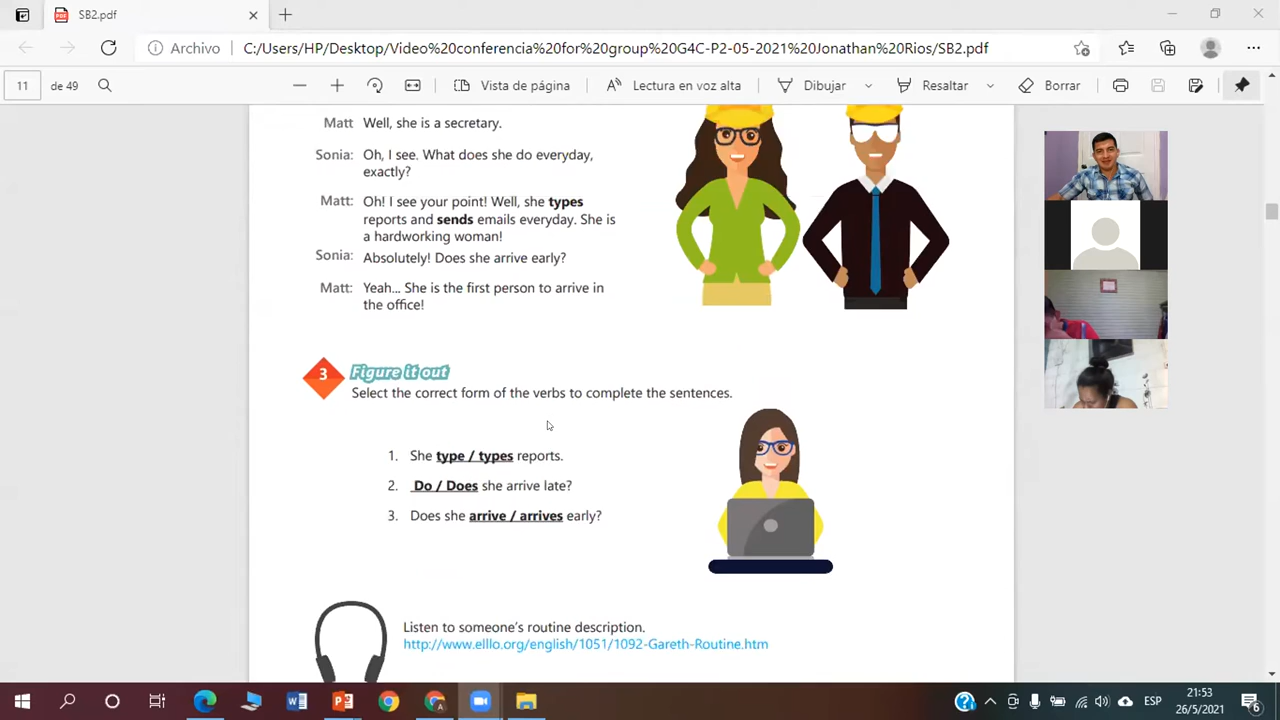 SB2.pdf
Archivo
C:/Users/HP/Desktop/Video%20conferencia%20for%20group%20G4C-P2-05-2021%20Jonathan%20Rios/SB2.pdf
11 de 49
Vista de página
Lectura en voz alta
Dibujar
Resaltar
Borrar
Matt Well, she is a secretary.
Sonia: Oh, I see. What does she do everyday,
exactly?
Matt: Oh! I see your point! Well, she types
reports and sends emails everyday. She is
a hardworking woman!
Sonia: Absolutely! Does she arrive early?
Matt: Yeah... She is the first person to arrive in
the office!
3 Figure it out
Select the correct form of the verbs to complete the sentences.
1. She type / types reports.
2. Do / Does she arrive late?
3. Does she arrive / arrives early?
Listen to someone's routine description.
http://www.elllo.org/english/1051/1092-Gareth-Routine.htm
ESP
21:53
26/5/2021
6